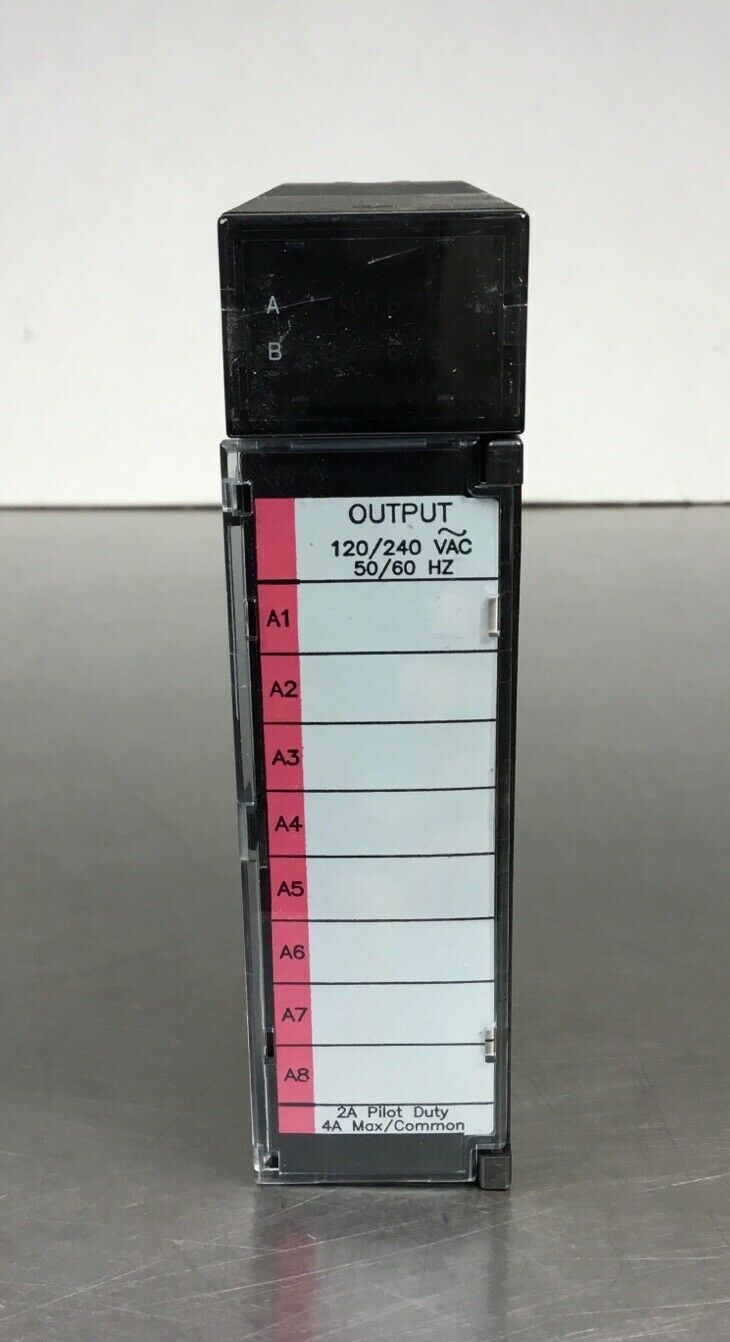 A
B
OUTPUT
120/240 VAC
50/60 HZ
A1
A2
A3
A4
A5
A6
A7
A8
2A Pilot Duty
4A Max/Common